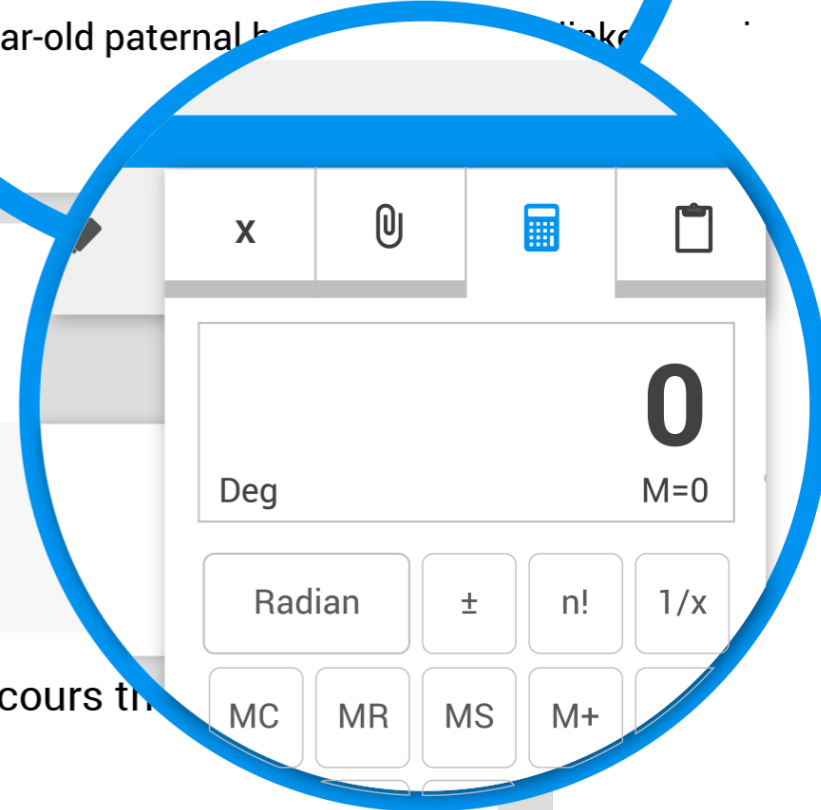 ar-old paternal
x
0
Deg M=0
Radian ± n! 1/x
cours
MC MR MS M+